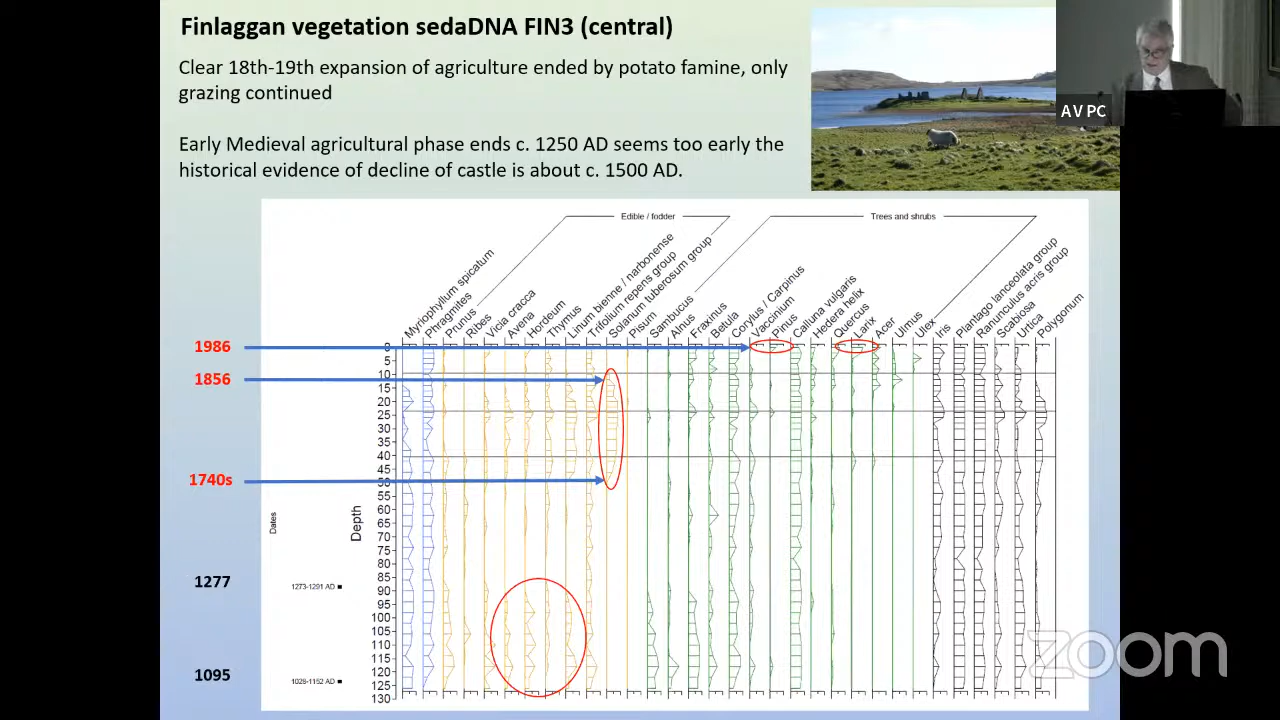 Finlaggan vegetation sedaDNA FIN3 (central)
Clear 18th-19th expansion of agriculture ended by potato famine, only
grazing continued
Early Medieval agricultural phase ends c. 1250 AD seems too early the
historical evidence of decline of castle is about c. 1500 AD.
AV PC
Edible / fodder
Trees and shrubs
Myriophyllum spicatum
Phragmites
Prunus
Ribes
Vicia cracca
Avena
Hordeum
Thymus
Linum bienne / narbonense
Trifolium repens group
Solanum tuberosum group
Pisum
Sambucus
Alnus
Fraxinus
Betula
Corylus / Carpinus
Vaccinium
Pinus
Calluna vulgaris
Hedera helix
Quercus
Larix
Acer
Ulmus
Ulex
Iris
Plantago lanceolata group
Ranunculus acris group
Scabiosa
Urtica
Polygonum
1986
1856
1740s
1277
1095
Dates
1273-1291 AD
1028-1152 AD
Depth
0
5
10
15
20
25
30
35
40
45
50
55
60
65
70
75
80
85
90
95
100
105
110
115
120
125
130
zoom